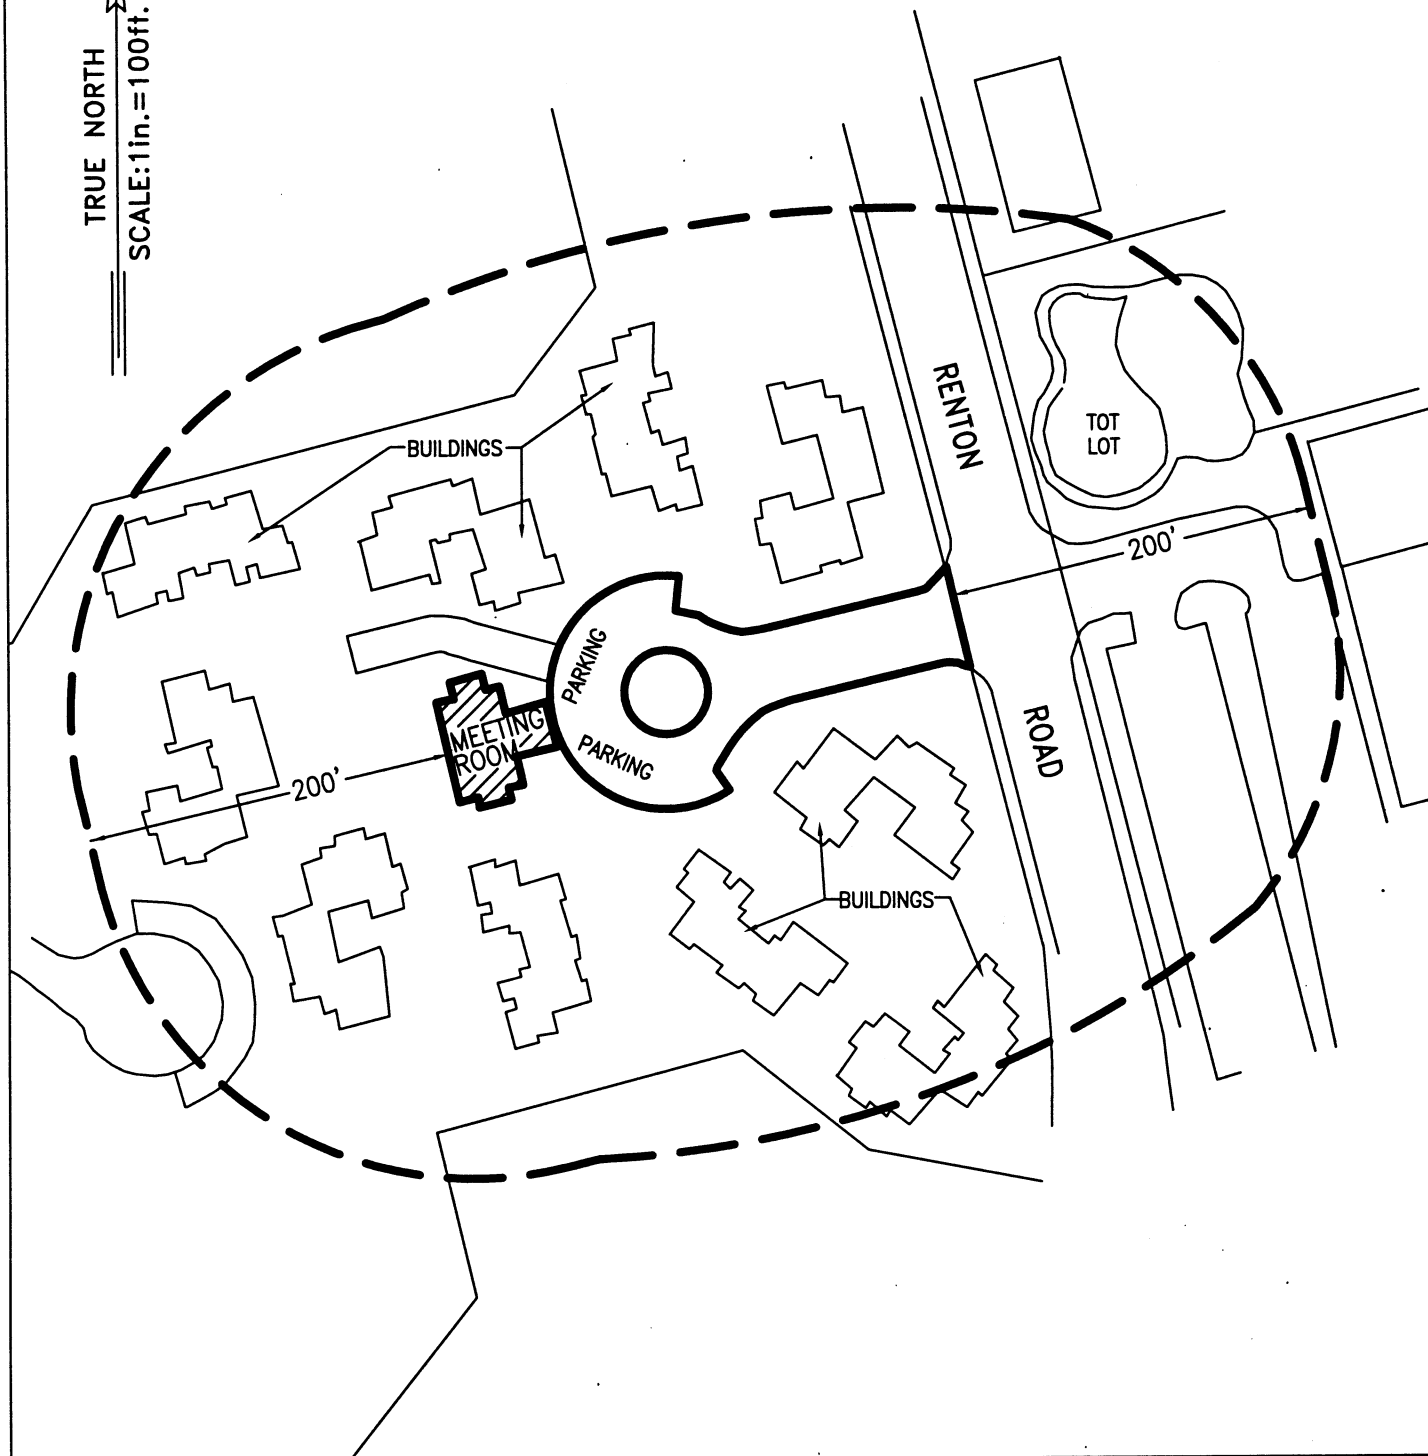 TRUE NORTH
SCALE:1in.=100ft.
RENTON
TOT
LOT
BUILDINGS
200'
PARKING
MEETING
ROOM
PARKING
ROAD
200'
BUILDINGS